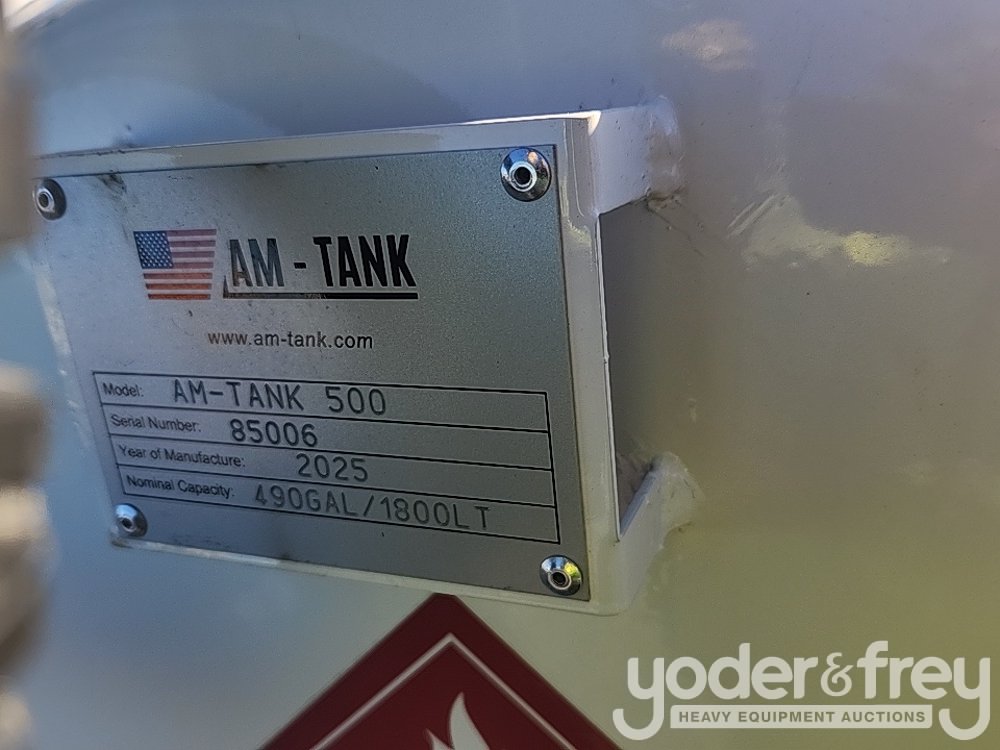 AM - TANK
www.am-tank.com
Model: AM-TANK 500
Serial Number: 85006
Year of Manufacture: 2025
Nominal Capacity: 490GAL/1800LT
yoder&frey
HEAVY EQUIPMENT AUCTIONS